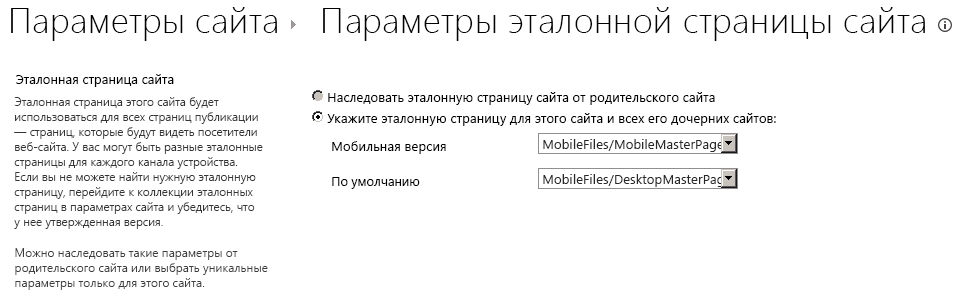 Параметры сайта ▸ Параметры эталонной страницы сайта
Эталонная страница сайта
Эталонная страница этого сайта будет
использоваться для всех страниц публикации
— страниц, которые будут видеть посетители
веб-сайта. У вас могут быть разные эталонные
страницы для каждого канала устройства.
Если вы не можете найти нужную эталонную
страницу, перейдите к коллекции эталонных
страниц в параметрах сайта и убедитесь, что
у нее утвержденная версия.
Можно наследовать такие параметры от
родительского сайта или выбрать уникальные
параметры только для этого сайта.
Наследовать эталонную страницу сайта от родительского сайта
Укажите эталонную страницу для этого сайта и всех его дочерних сайтов:
Мобильная версия MobileFiles/MobileMasterPage
По умолчанию MobileFiles/DesktopMasterPag